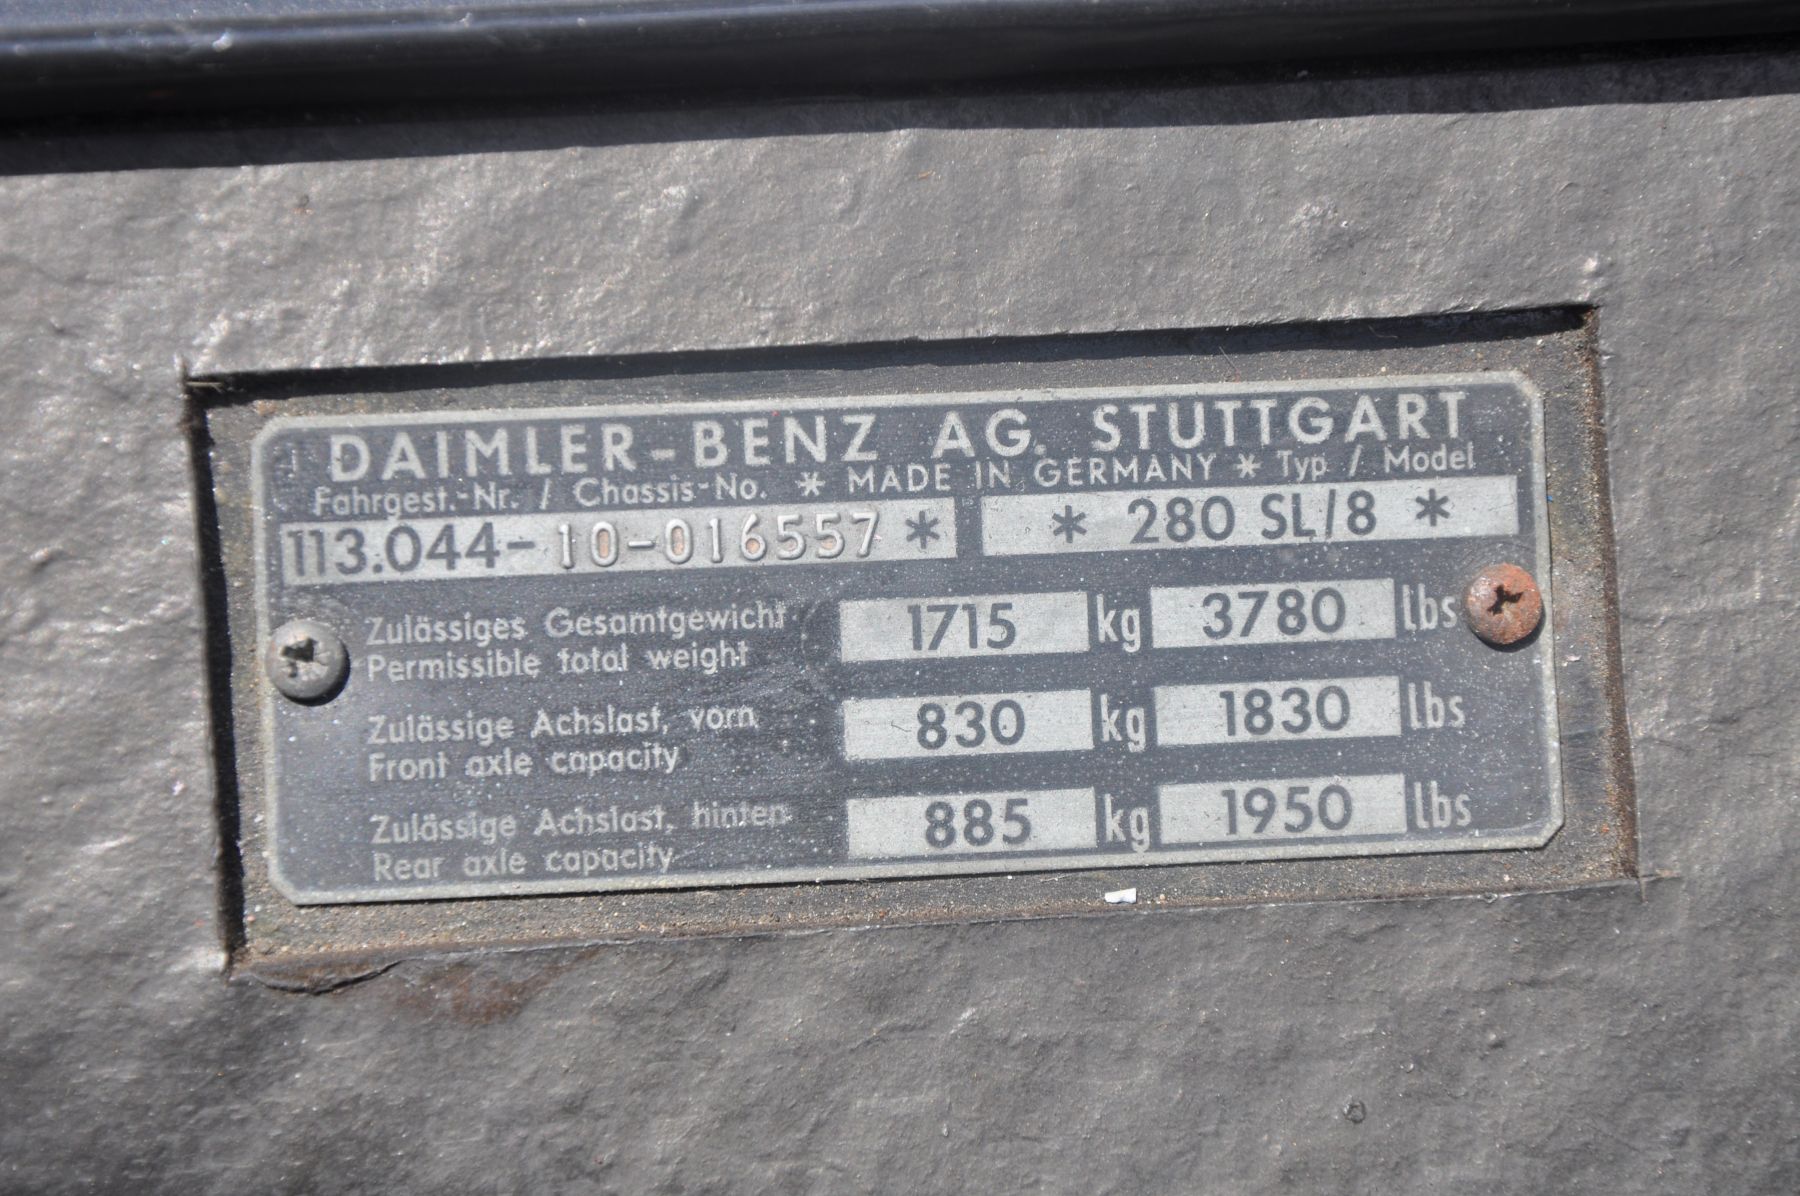 DAIMLER-BENZ AG. STUTTGART
Fahrgest.-Nr. / Chassis-No. * MADE IN GERMANY * Typ / Model
113.044-10-016557 * * 280 SL/8 *
Zulässiges Gesamtgewicht
Permissible total weight
1715 kg 3780 lbs
Zulässige Achslast, vorn
Front axle capacity
830 kg 1830 lbs
Zulässige Achslast, hinten
Rear axle capacity
885 kg 1950 lbs